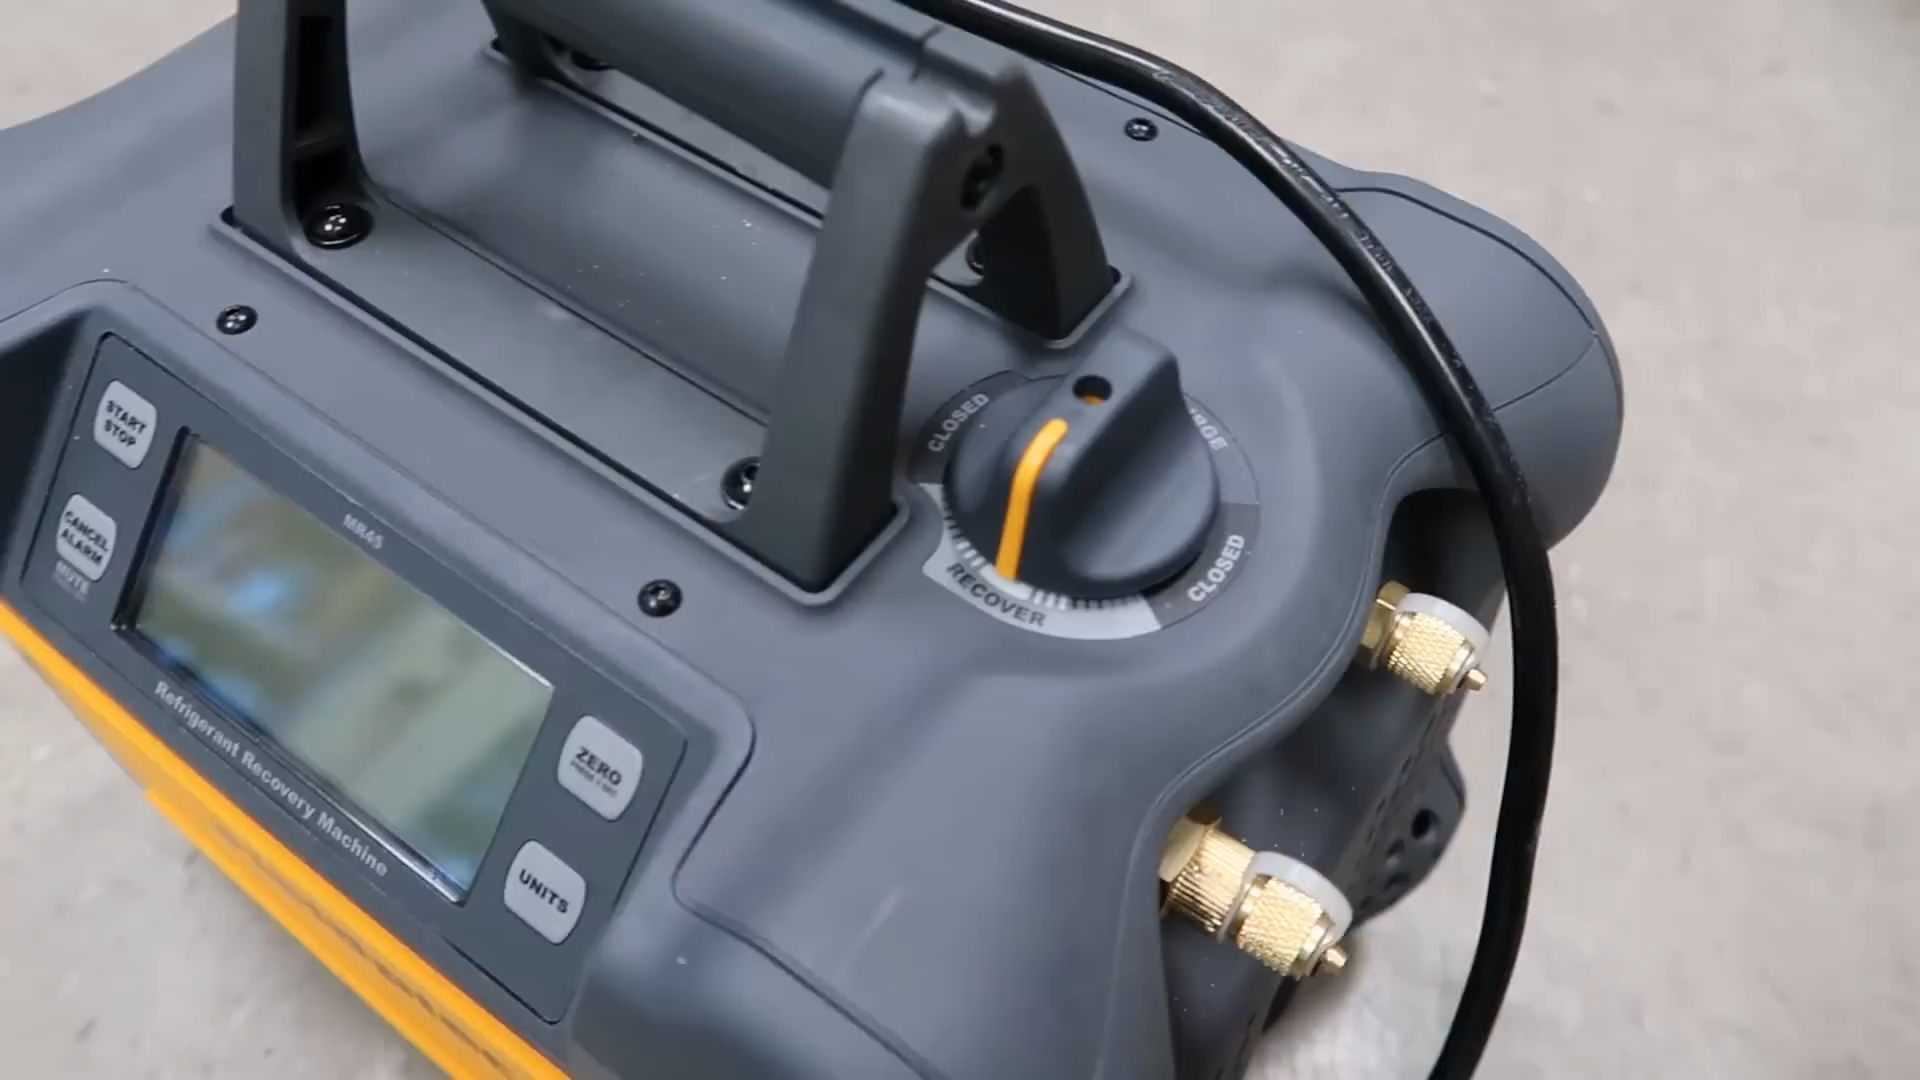 START
STOP
CANCEL
ALARM
MUTE
MR45
Refrigerant Recovery Machine
ZERO
UNITS
CLOSED
RECOVER
CLOSED